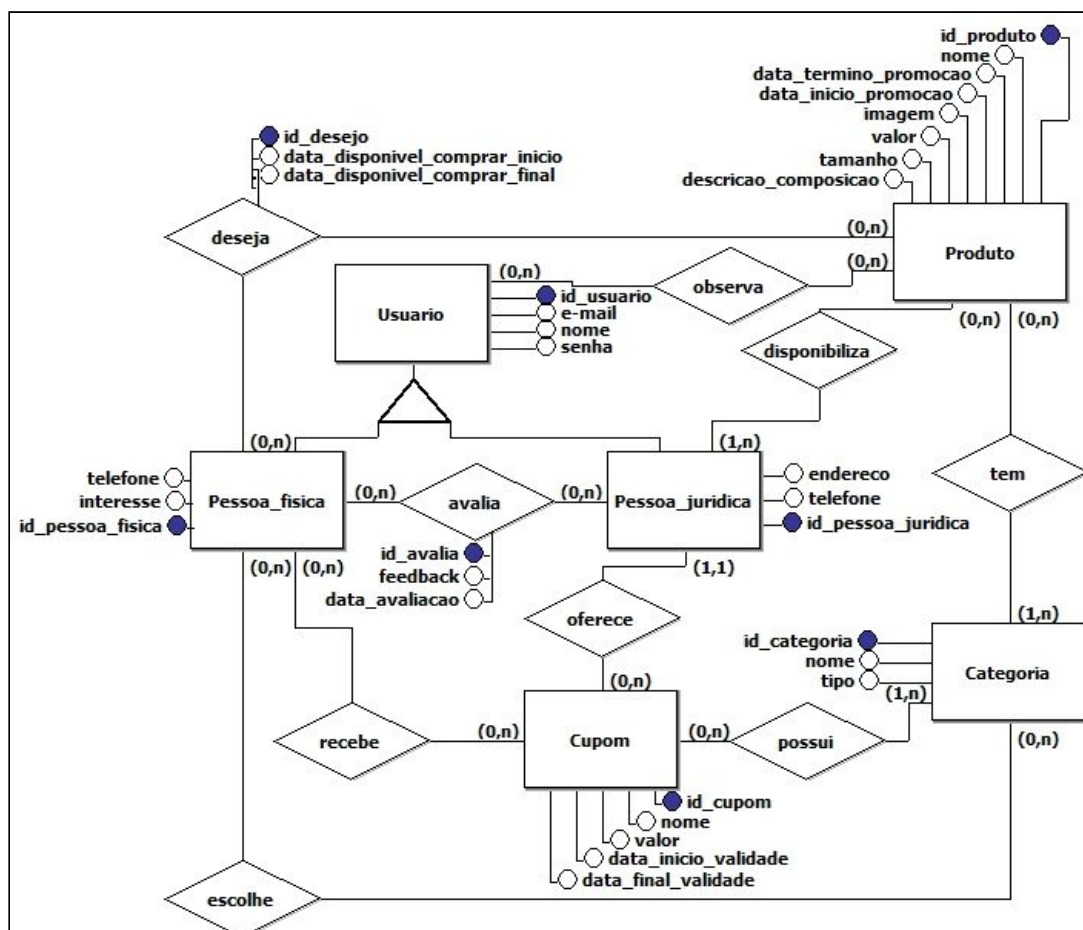 id_produto
nome
data_termino_promocao
data_inicio_promocao
imagem
valor
tamanho
descricao_composicao
id_desejo
data_disponivel_comprar_inicio
data_disponivel_comprar_final
deseja
(0,n)
Produto
(0,n)
(0,n)
observa
Usuario
id_usuario
e-mail
nome
senha
(0,n)
(0,n)
disponibiliza
(0,n)
(1,n)
telefone
interesse
id_pessoa_fisica
Pessoa_fisica
(0,n)
avalia
(0,n)
Pessoa_juridica
endereco
telefone
id_pessoa_juridica
tem
(0,n)
(0,n)
id_avalia
feedback
data_avaliacao
(1,1)
oferece
id_categoria
nome
tipo
(1,n)
Categoria
(1,n)
(0,n)
recebe
(0,n)
Cupom
(0,n)
possui
(0,n)
id_cupom
nome
valor
data_inicio_validade
data_final_validade
escolhe